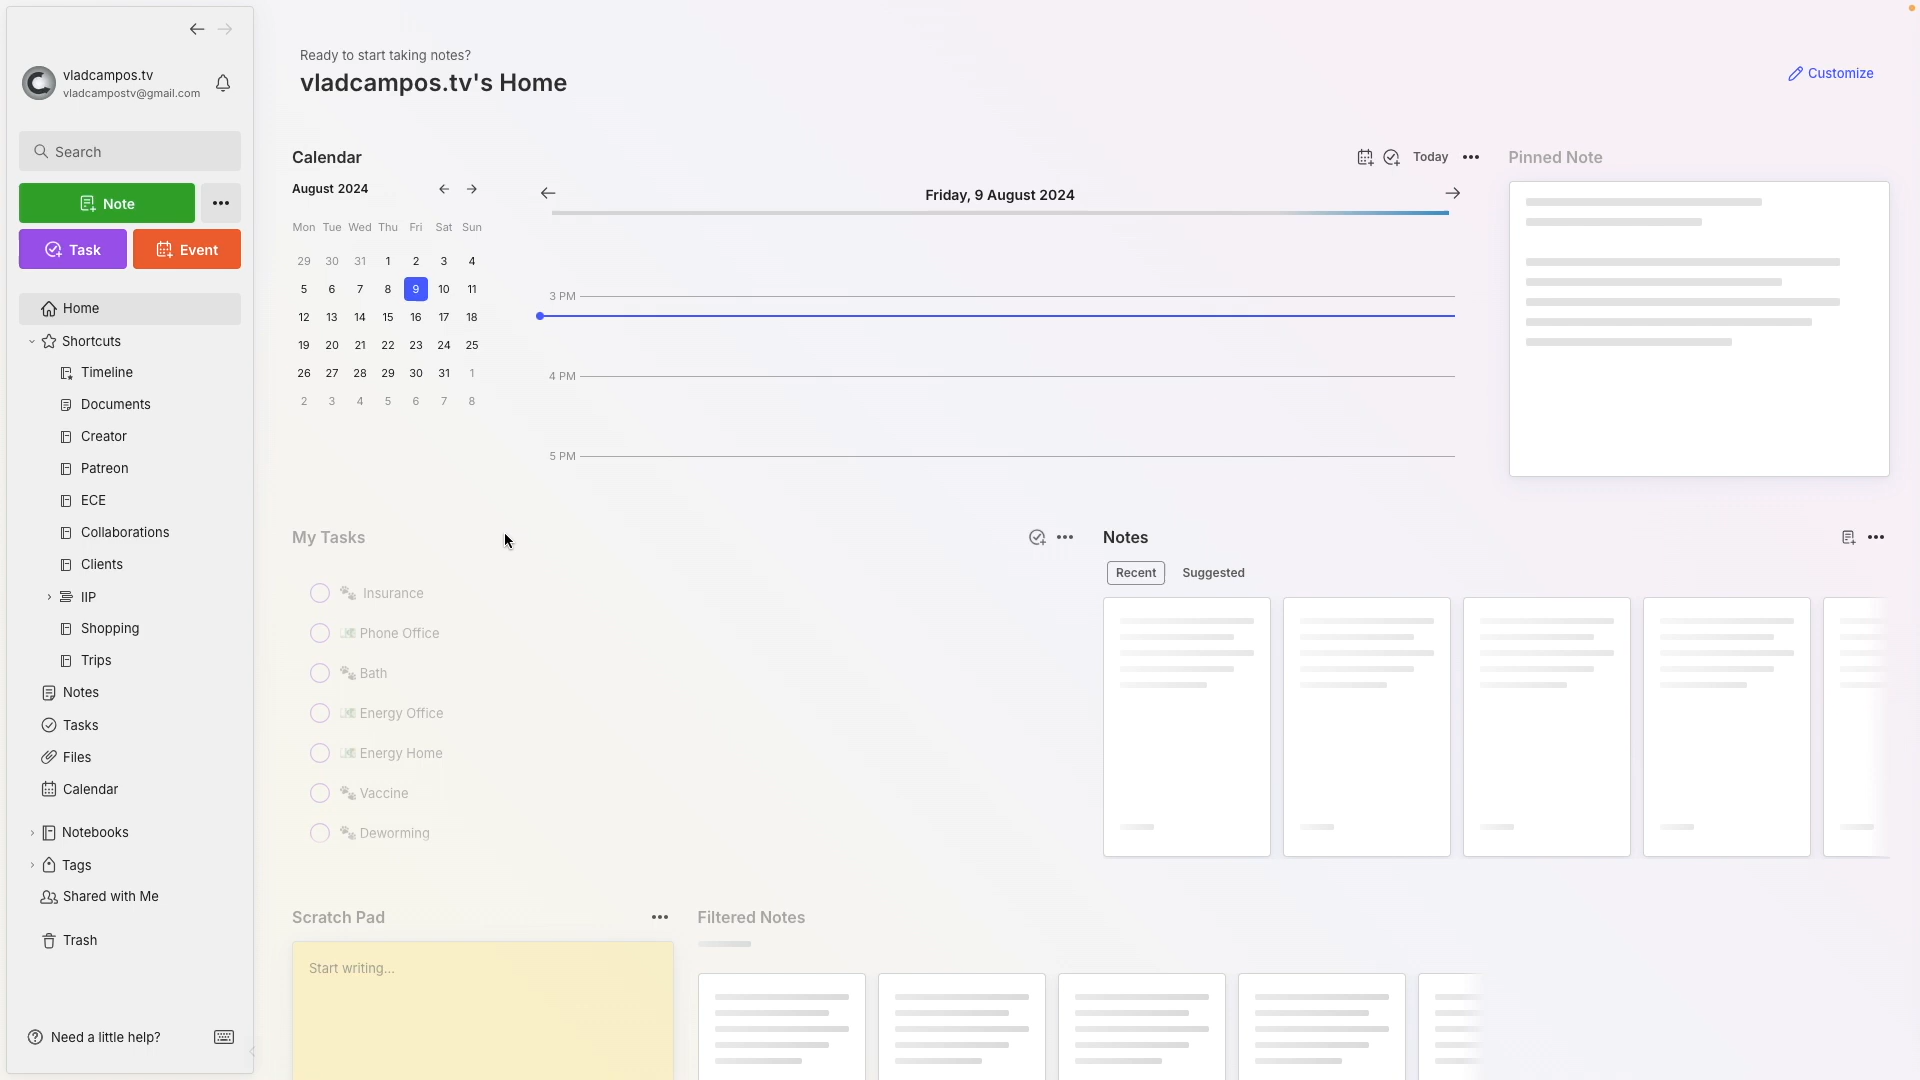 vladcampos.tv
vladcampostv@gmail.com
Search
Note
Task
Event
Home
Shortcuts
Timeline
Documents
Creator
Patreon
ECE
Collaborations
Clients
IIP
Shopping
Trips
Notes
Tasks
Files
Calendar
Notebooks
Tags
Shared with Me
Trash
Need a little help?
Ready to start taking notes?
vladcampos.tv's Home
Customize
Calendar
Today
August 2024
Mon Tue Wed Thu Fri Sat Sun
29 30 31 1 2 3 4
5 6 7 8 9 10 11
12 13 14 15 16 17 18
19 20 21 22 23 24 25
26 27 28 29 30 31 1
2 3 4 5 6 7 8
Friday, 9 August 2024
3 PM
4 PM
5 PM
Pinned Note
My Tasks
Insurance
Phone Office
Bath
Energy Office
Energy Home
Vaccine
Deworming
Notes
Recent Suggested
Scratch Pad
Start writing...
Filtered Notes